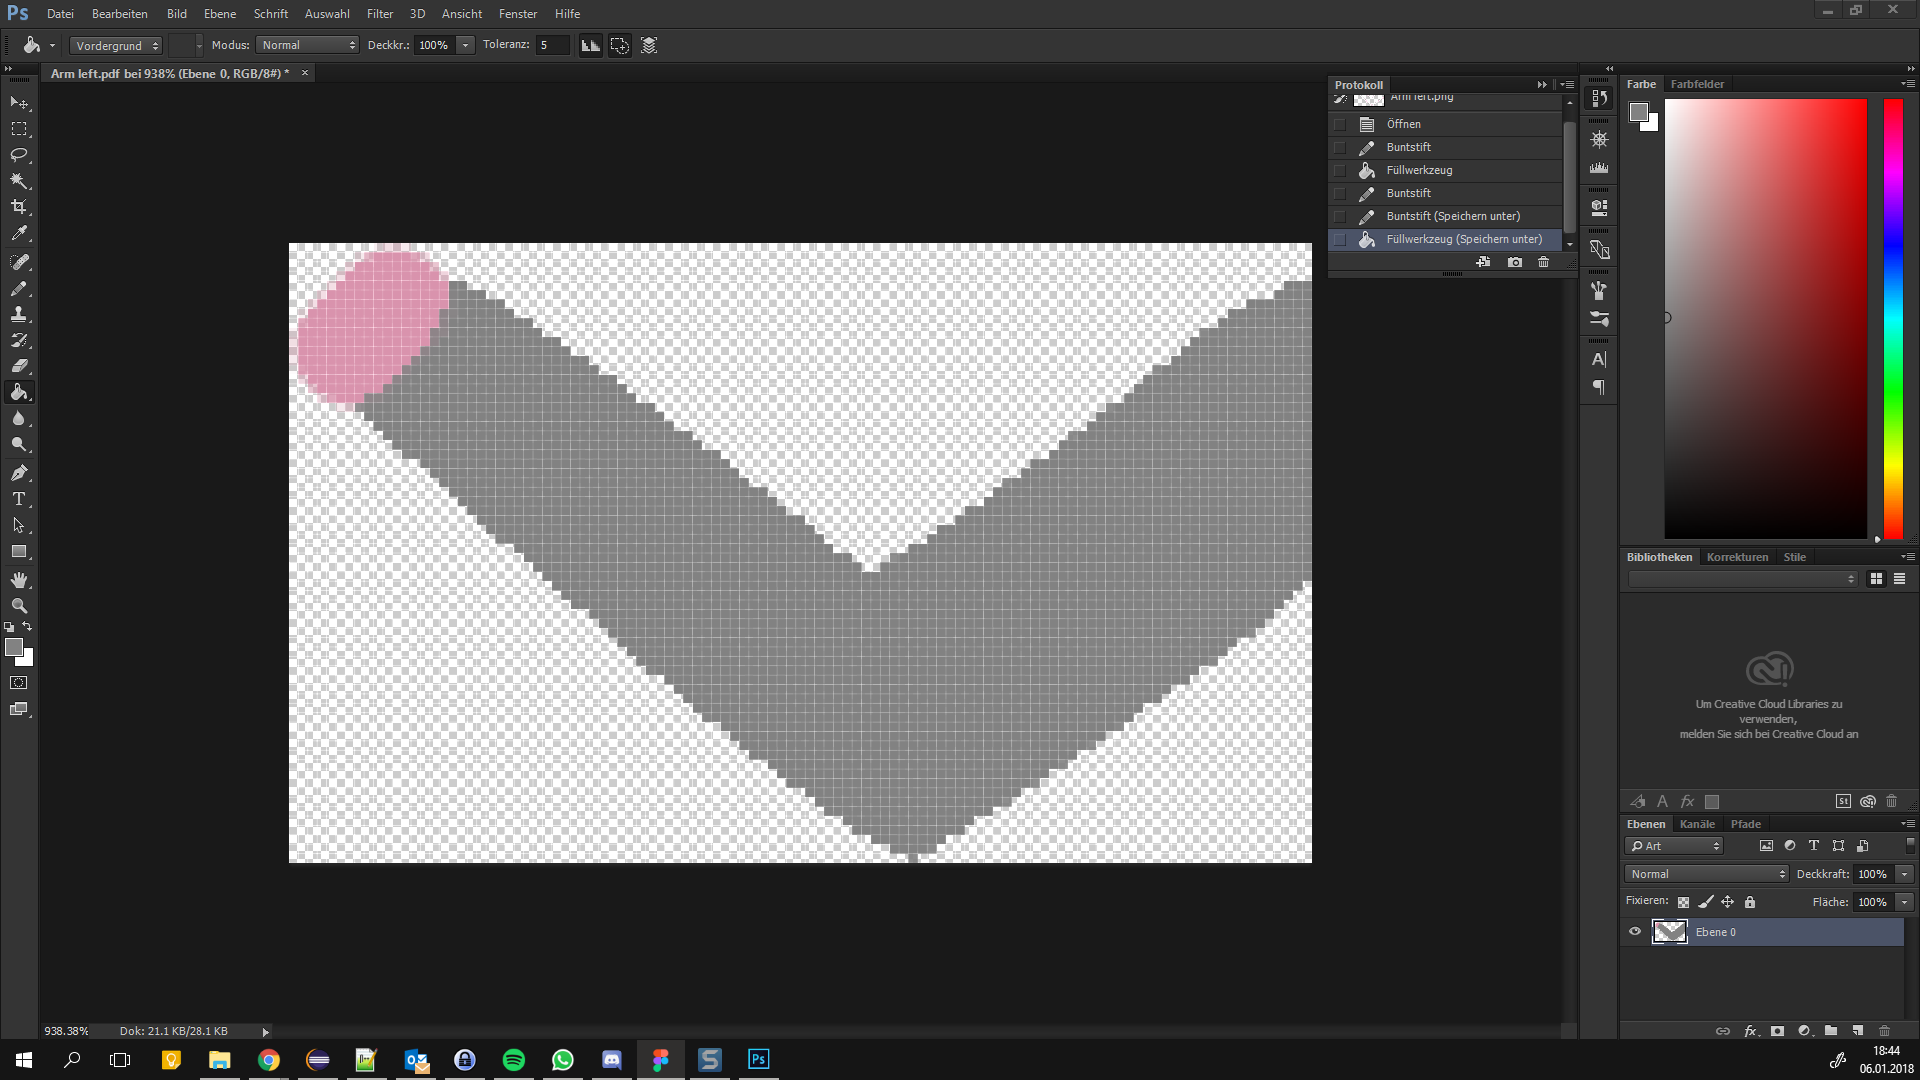 Ps Datei Bearbeiten Bild Ebene Schrift Auswahl Filter 3D Ansicht Fenster Hilfe
Vordergrund Modus: Normal Deckkr.: 100% Toleranz: 5
Arm left.pdf bei 938% (Ebene 0, RGB/8#) * ×
Protokoll
Arm left.png
Öffnen
Buntstift
Füllwerkzeug
Buntstift
Buntstift (Speichern unter)
Füllwerkzeug (Speichern unter)
Farbe Farbfelder
Bibliotheken Korrekturen Stile
Um Creative Cloud Libraries zu
verwenden,
melden Sie sich bei Creative Cloud an
St
Ebenen Kanäle Pfade
Art
Normal Deckkraft: 100%
Fixieren: Fläche: 100%
Ebene 0
fx
938.38% Dok: 21.1 KB/28.1 KB
18:44
06.01.2018